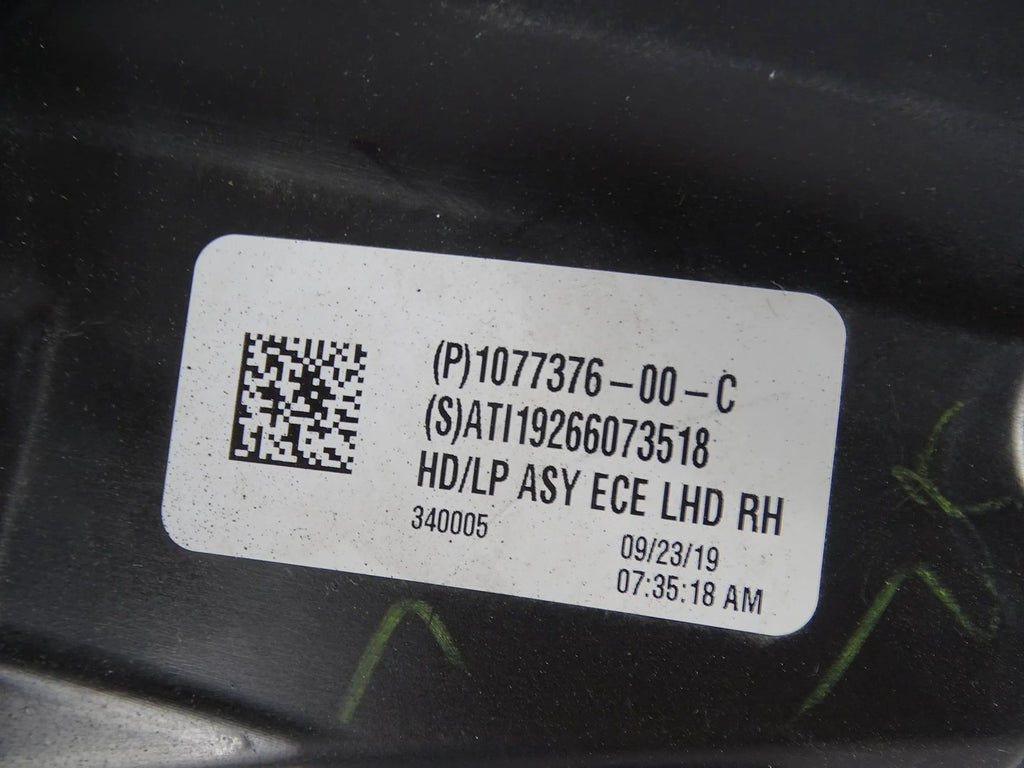 (P)1077376-00-C
(S)ATI19266073518
HD/LP ASY ECE LHD RH
340005
09/23/19
07:35:18 AM